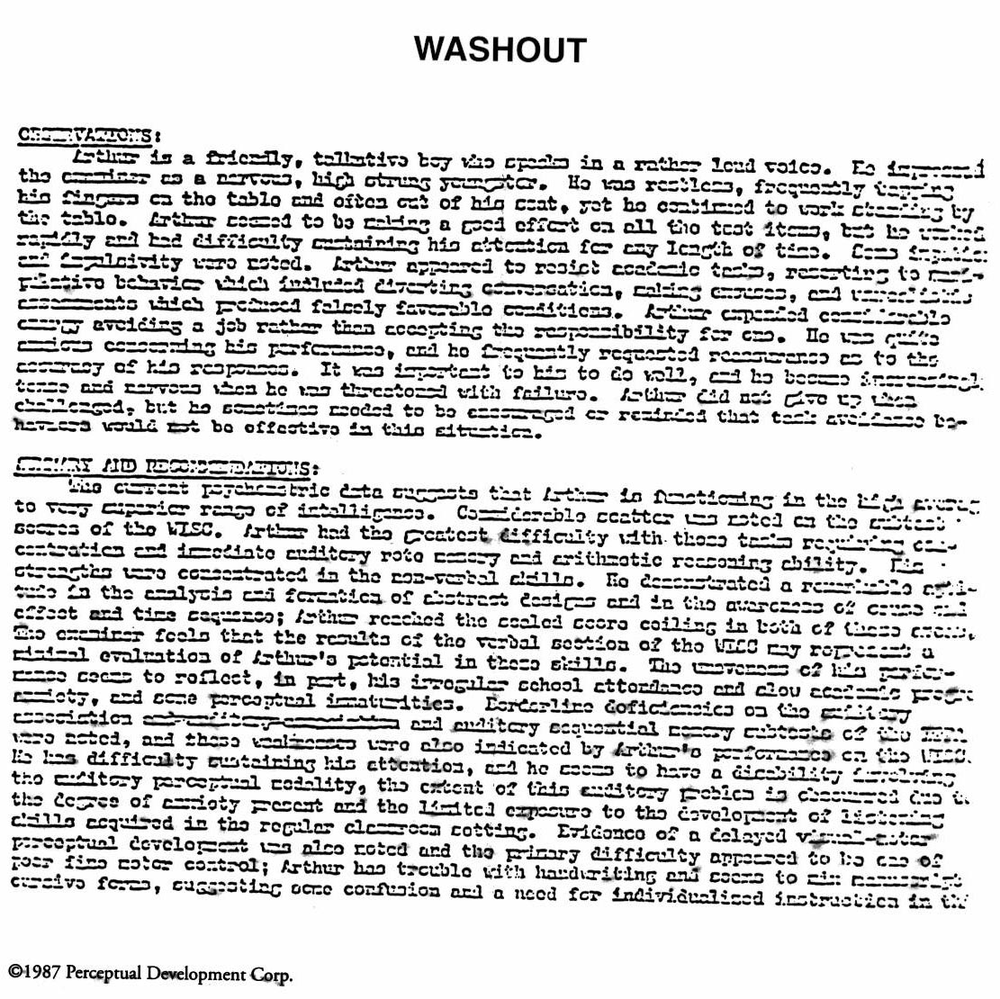 WASHOUT
OBSERVATIONS:
Arthur is a friendly, talkative boy who speaks in a rather loud voice. He impressed
the examiner as a nervous, high strung youngster. He was restless, frequently tapping
his fingers on the table and often out of his seat, yet he continued to work standing by
the table. Arthur seemed to be making a good effort on all the test items, but he worked
rapidly and had difficulty sustaining his attention for any length of time. Some
and impulsivity were noted. Arthur appeared to resist academic tasks, resorting to
behavior which included diverting conversation, making excuses, and
assessments which produced falsely favorable conditions. Arthur expended considerable
energy avoiding a job rather than accepting the responsibility for one. He was quite
anxious concerning his performance, and he frequently requested reassurance as to the
accuracy of his responses. It was important to him to do well, and he became increasingly
tense and nervous when he was threatened with failure. Arthur did not give up when
challenged, but he sometimes needed to be encouraged or reminded that task avoidance be-
haviors would not be effective in this situation.
SUMMARY AND RECOMMENDATIONS:
The current psychometric data suggests that Arthur is functioning in the high average
to very superior range of intelligence. Considerable scatter was noted on the subtest
scores of the WISC. Arthur had the greatest difficulty with those tasks requiring con-
centration and immediate auditory rote memory and arithmetic reasoning ability. His
strengths were concentrated in the non-verbal skills. He demonstrated a remarkable apti-
tude in the analysis and formation of abstract designs and in the awareness of cause and
effect and time sequence; Arthur reached the scaled score ceiling in both of these areas.
The examiner feels that the results of the verbal section of the WISC may represent a
minimal evaluation of Arthur's potential in these skills. The unevenness of his perfor-
mance seems to reflect, in part, his irregular school attendance and slow academic
anxiety, and some perceptual immaturities. Borderline deficiencies on the auditory
association and auditory sequential memory subtests of the ITPA
were noted, and these weaknesses were also indicated by Arthur's performance on the WISC.
He has difficulty sustaining his attention, and he seems to have a disability involving
the auditory perceptual modality, the extent of this auditory problem is obscured due to
the degree of anxiety present and the limited exposure to the development of listening
skills acquired in the regular classroom setting. Evidence of a delayed visual-motor
perceptual development was also noted and the primary difficulty appeared to be one of
poor fine motor control; Arthur has trouble with handwriting and seems to mix manuscript
cursive forms, suggesting some confusion and a need for individualized instruction in th
©1987 Perceptual Development Corp.